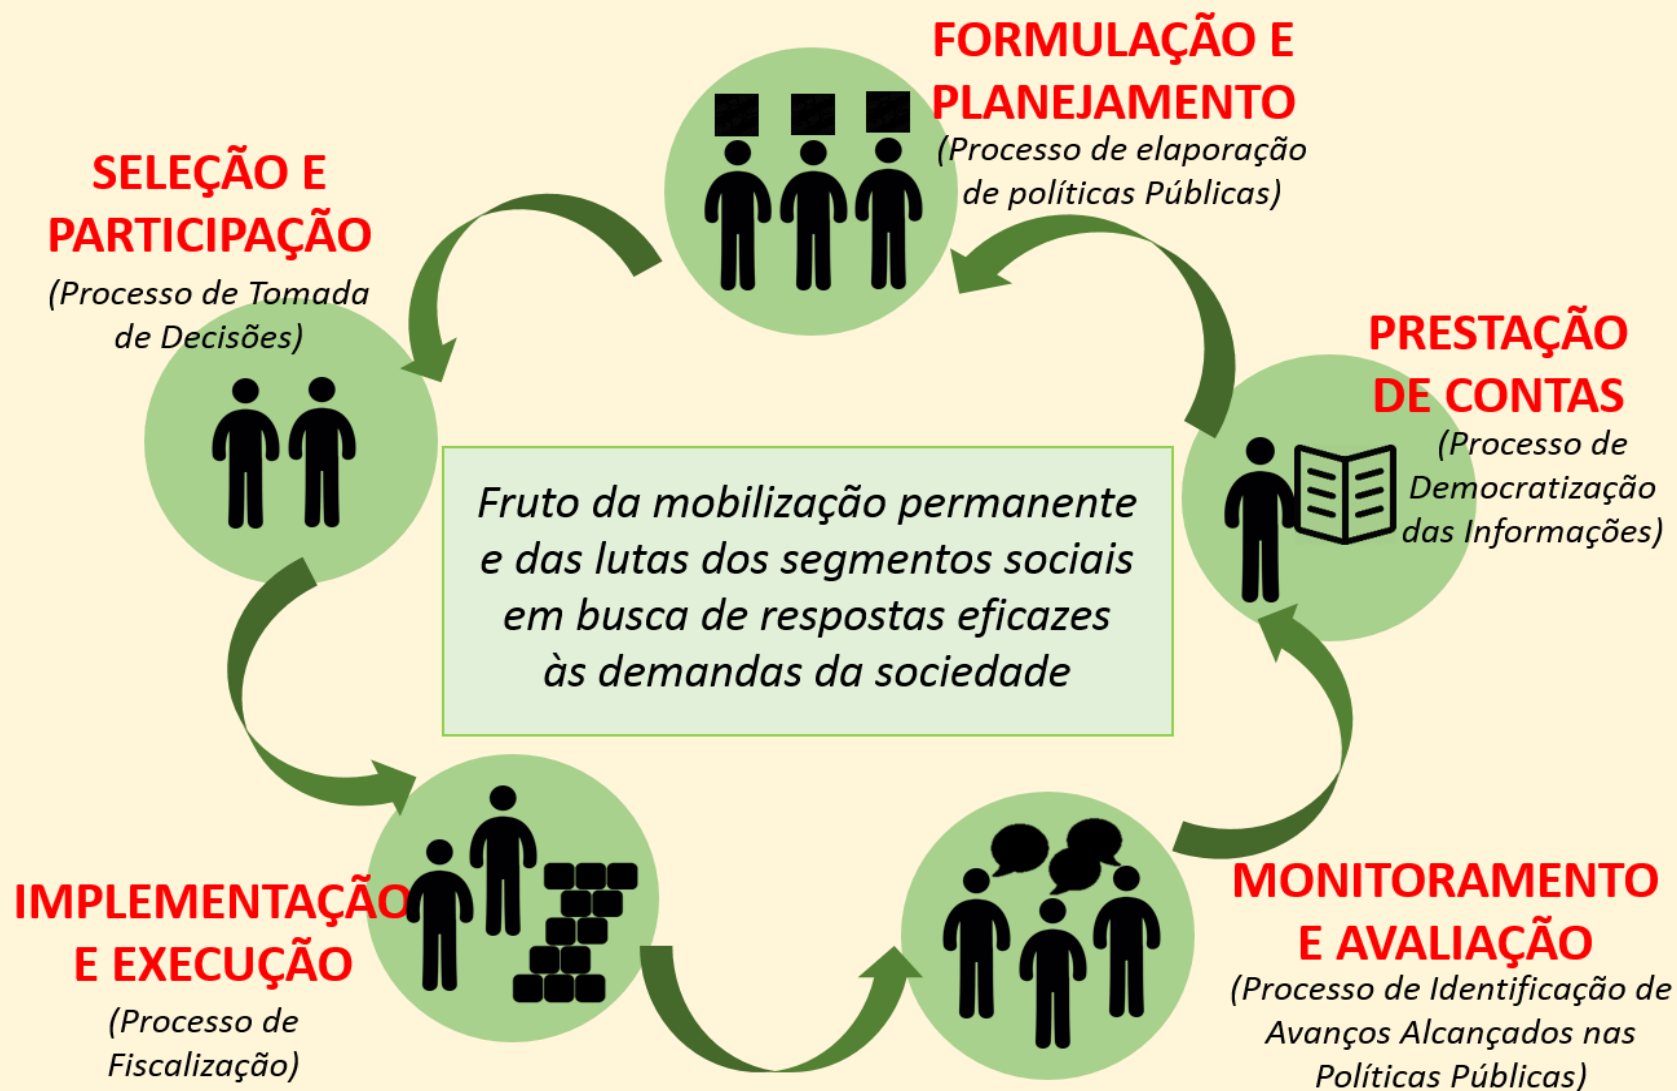 FORMULAÇÃO E
PLANEJAMENTO
(Processo de elaporação
de políticas Públicas)
SELEÇÃO E
PARTICIPAÇÃO
(Processo de Tomada
de Decisões)
PRESTAÇÃO
DE CONTAS
(Processo de
Democratização
das Informações)
Fruto da mobilização permanente
e das lutas dos segmentos sociais
em busca de respostas eficazes
às demandas da sociedade
IMPLEMENTAÇÃO
E EXECUÇÃO
(Processo de
Fiscalização)
MONITORAMENTO
E AVALIAÇÃO
(Processo de Identificação de
Avanços Alcançados nas
Políticas Públicas)